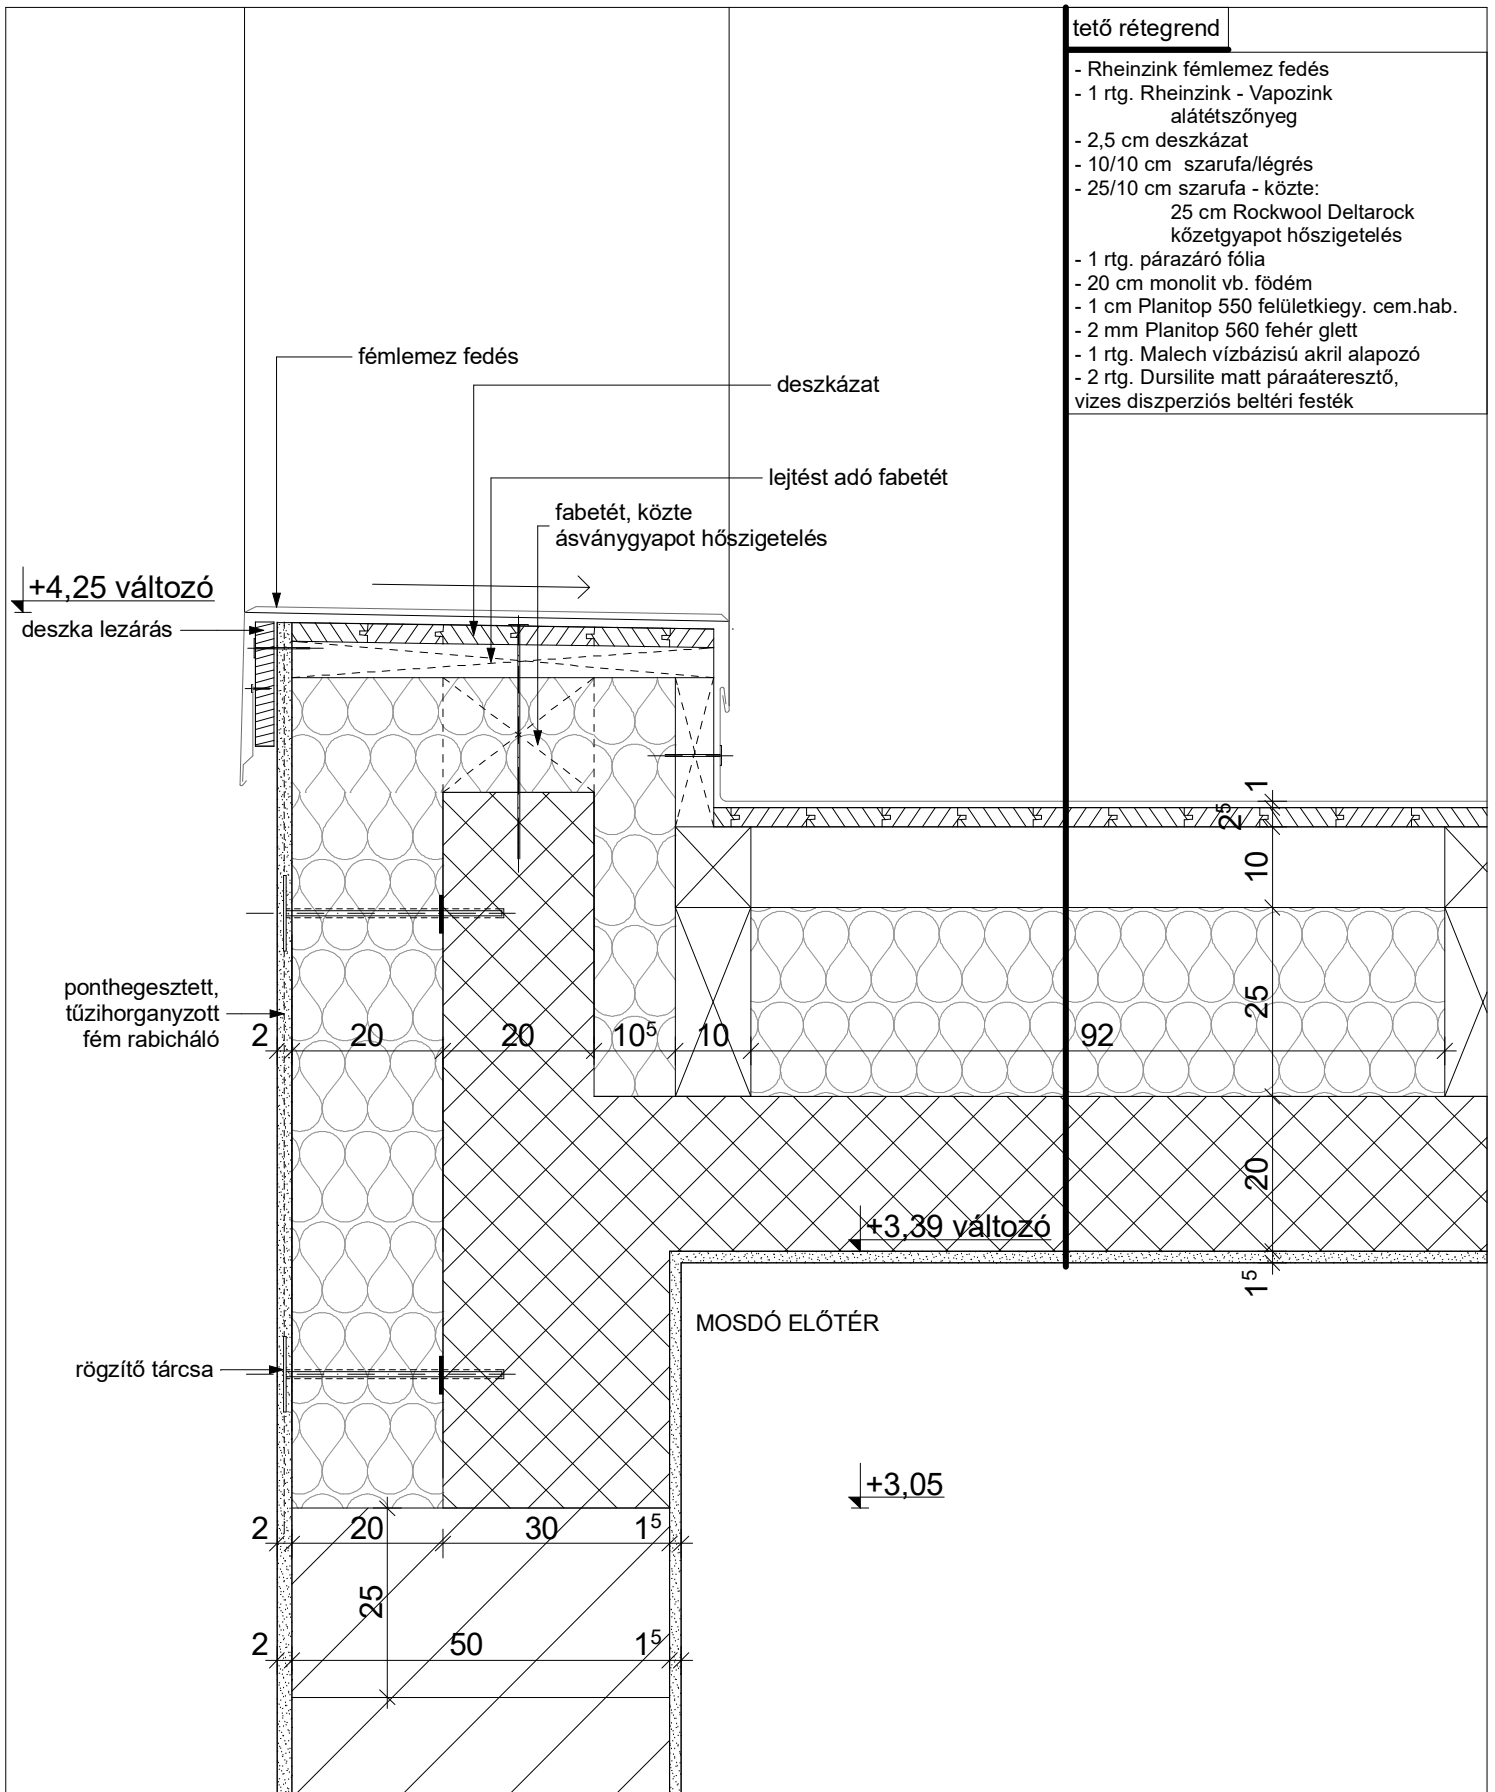 tető rétegrend
- Rheinzink fémlemez fedés
- 1 rtg. Rheinzink - Vapozink
alátétszőnyeg
- 2,5 cm deszkázat
- 10/10 cm szarufa/légrés
- 25/10 cm szarufa - közte:
25 cm Rockwool Deltarock
kőzetgyapot hőszigetelés
- 1 rtg. párazáró fólia
- 20 cm monolit vb. födém
- 1 cm Planitop 550 felületkiegy. cem.hab.
- 2 mm Planitop 560 fehér glett
- 1 rtg. Malech vízbázisú akril alapozó
- 2 rtg. Dursilite matt páraáteresztő,
vizes diszperziós beltéri festék
fémlemez fedés
deszkázat
lejtést adó fabetét
fabetét, közte
ásványgyapot hőszigetelés
+4,25 változó
deszka lezárás
1
2⁵
10
25
20
1⁵
ponthegesztett,
tűzihorganyzott
fém rabicháló
2 20 20 10⁵ 10 92
+3,39 változó
MOSDÓ ELŐTÉR
rögzítő tárcsa
+3,05
2 20 30 1⁵
25
2 50 1⁵